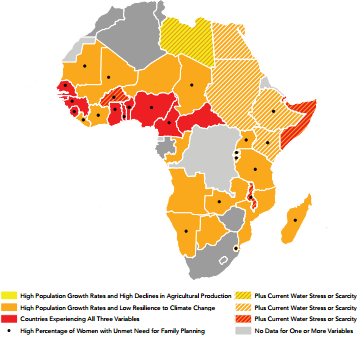 High Population Growth Rates and High Declines in Agricultural Production
Plus Current Water Stress or Scarcity
High Population Growth Rates and Low Resilience to Climate Change
Plus Current Water Stress or Scarcity
Countries Experiencing All Three Variables
Plus Current Water Stress or Scarcity
High Percentage of Women with Unmet Need for Family Planning
No Data for One or More Variables